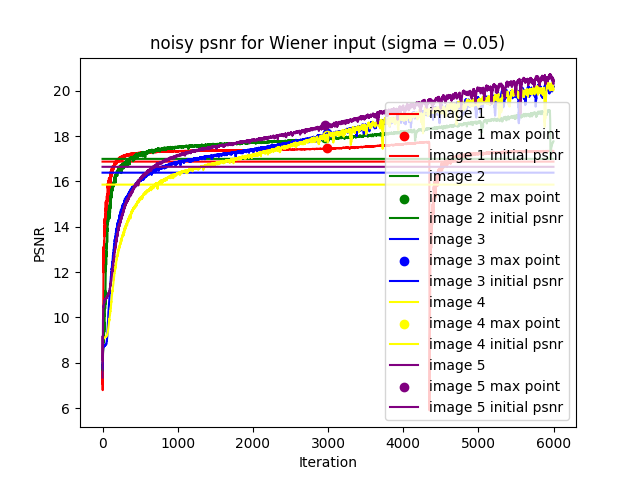 noisy psnr for Wiener input (sigma = 0.05)
PSNR
20
18
16
14
12
10
8
6
image 1
image 1 max point
image 1 initial psnr
image 2
image 2 max point
image 2 initial psnr
image 3
image 3 max point
image 3 initial psnr
image 4
image 4 max point
image 4 initial psnr
image 5
image 5 max point
image 5 initial psnr
0 1000 2000 3000 4000 5000 6000
Iteration